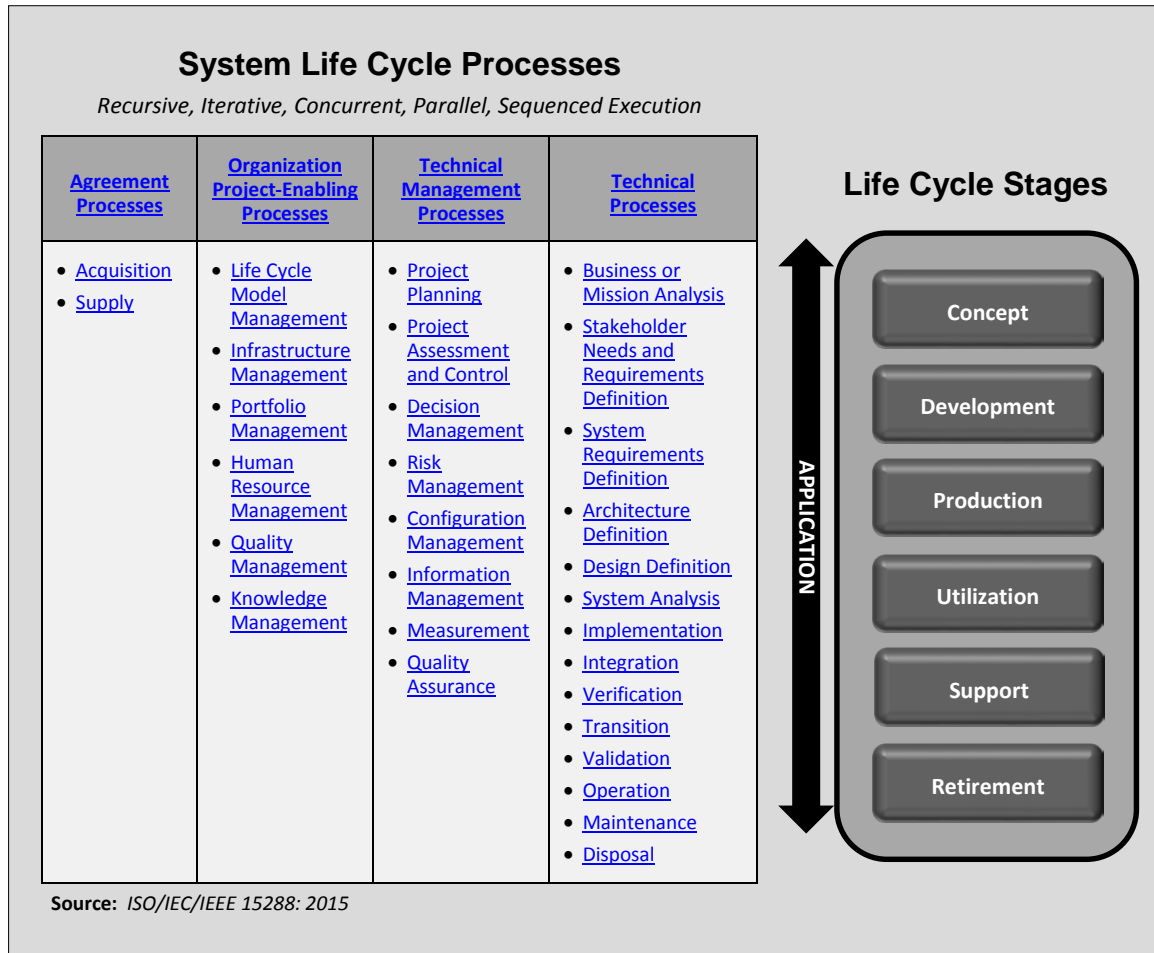 System Life Cycle Processes
Recursive, Iterative, Concurrent, Parallel, Sequenced Execution
Agreement
Processes
Organization
Project-Enabling
Processes
Technical
Management
Processes
Technical
Processes
• Acquisition
• Supply
• Life Cycle
Model
Management
• Infrastructure
Management
• Portfolio
Management
• Human
Resource
Management
• Quality
Management
• Knowledge
Management
• Project
Planning
• Project
Assessment
and Control
• Decision
Management
• Risk
Management
• Configuration
Management
• Information
Management
• Measurement
• Quality
Assurance
• Business or
Mission Analysis
• Stakeholder
Needs and
Requirements
Definition
• System
Requirements
Definition
• Architecture
Definition
• Design Definition
• System Analysis
• Implementation
• Integration
• Verification
• Transition
• Validation
• Operation
• Maintenance
• Disposal
Source: ISO/IEC/IEEE 15288: 2015
Life Cycle Stages
APPLICATION
Concept
Development
Production
Utilization
Support
Retirement